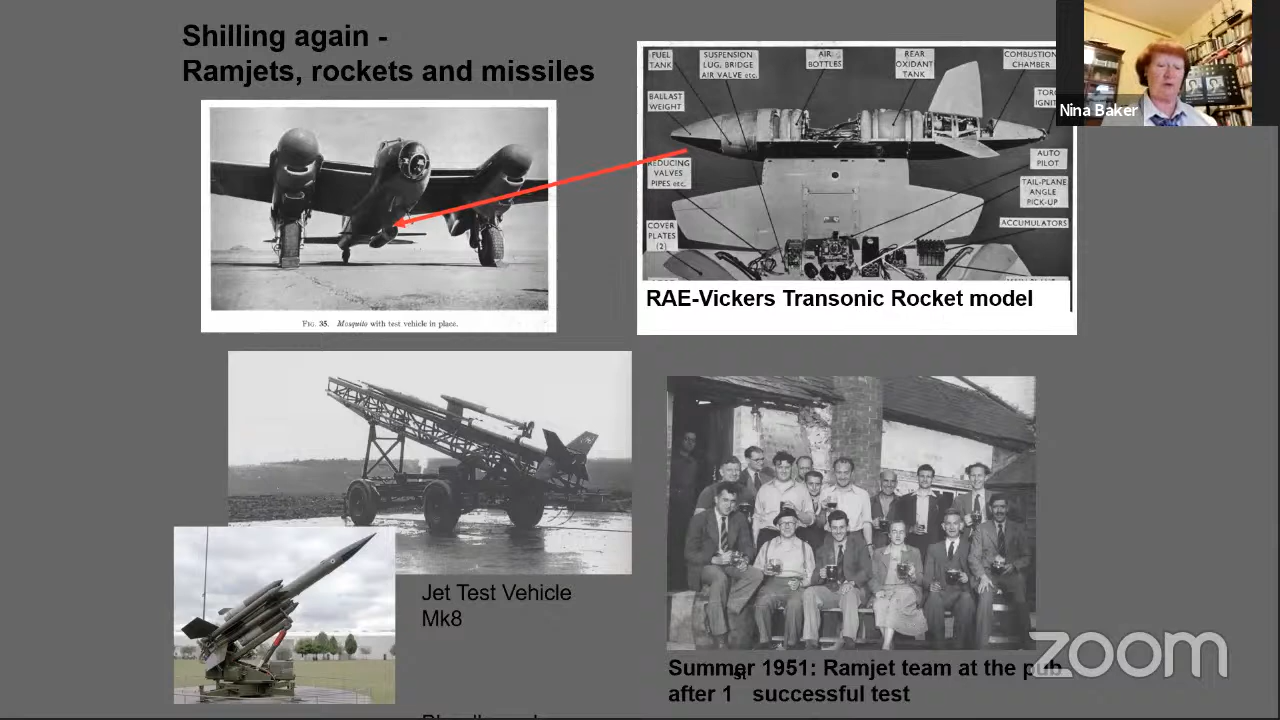 Shilling again -
Ramjets, rockets and missiles
FUEL
TANK
SUSPENSION
LUG, BRIDGE
AIR VALVE etc.
AIR
BOTTLES
REAR
OXIDANT
TANK
COMBUSTION
CHAMBER
Nina Baker
BALLAST
WEIGHT
AUTO
PILOT
REDUCING
VALVES
PIPES etc.
TAIL-PLANE
ANGLE
PICK-UP
ACCUMULATORS
COVER
PLATES
(2)
RAE-Vickers Transonic Rocket model
FIG. 35. Mosquito with test vehicle in place.
Jet Test Vehicle
Mk8
Summer 1951: Ramjet team at the pub
after 1st successful test
zoom